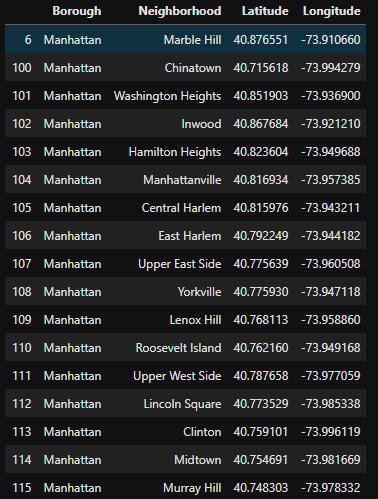 Borough Neighborhood Latitude Longitude
6 Manhattan Marble Hill 40.876551 -73.910660
100 Manhattan Chinatown 40.715618 -73.994279
101 Manhattan Washington Heights 40.851903 -73.936900
102 Manhattan Inwood 40.867684 -73.921210
103 Manhattan Hamilton Heights 40.823604 -73.949688
104 Manhattan Manhattanville 40.816934 -73.957385
105 Manhattan Central Harlem 40.815976 -73.943211
106 Manhattan East Harlem 40.792249 -73.944182
107 Manhattan Upper East Side 40.775639 -73.960508
108 Manhattan Yorkville 40.775930 -73.947118
109 Manhattan Lenox Hill 40.768113 -73.958860
110 Manhattan Roosevelt Island 40.762160 -73.949168
111 Manhattan Upper West Side 40.787658 -73.977059
112 Manhattan Lincoln Square 40.773529 -73.985338
113 Manhattan Clinton 40.759101 -73.996119
114 Manhattan Midtown 40.754691 -73.981669
115 Manhattan Murray Hill 40.748303 -73.978332